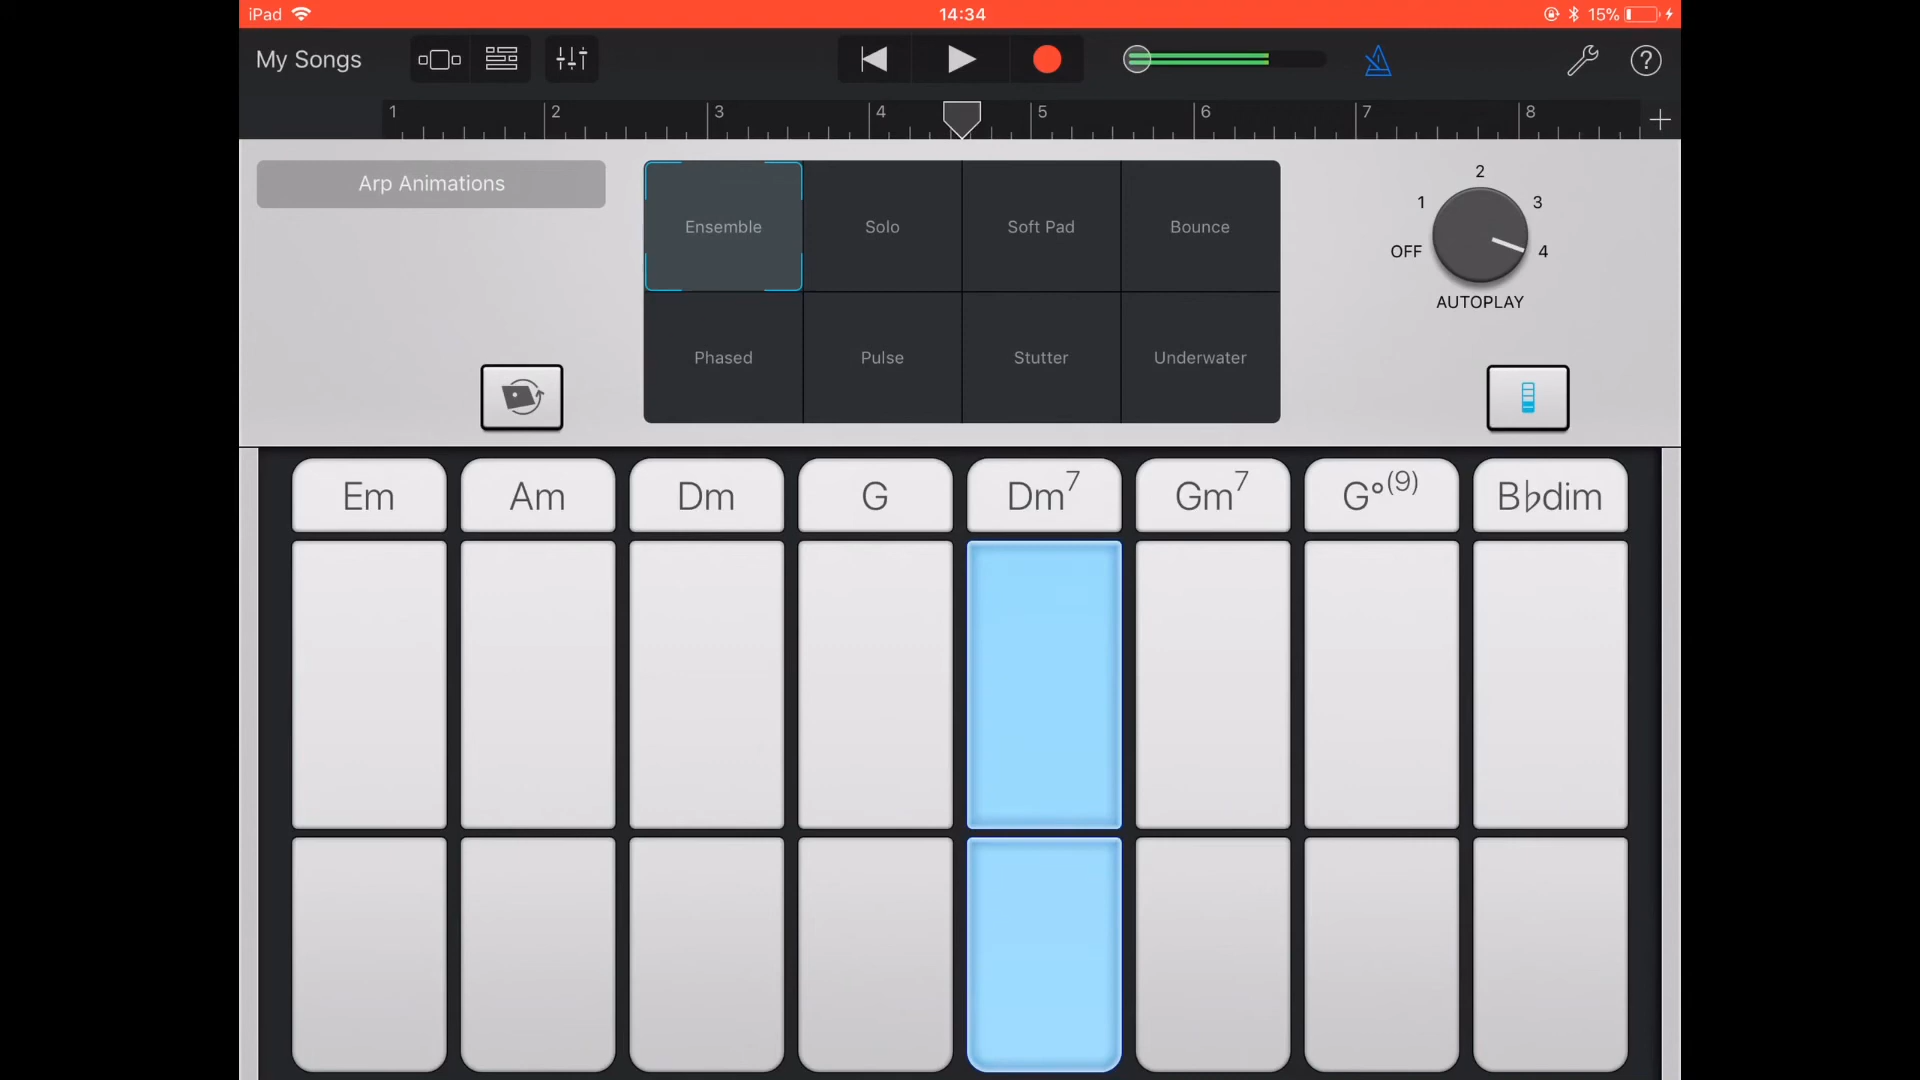 iPad 14:34 15%
My Songs ?
1 2 3 4 5 6 7 8
Arp Animations
Ensemble Solo Soft Pad Bounce
Phased Pulse Stutter Underwater
2
1 3
OFF 4
AUTOPLAY
Em Am Dm G Dm⁷ Gm⁷ G°⁽⁹⁾ B♭dim